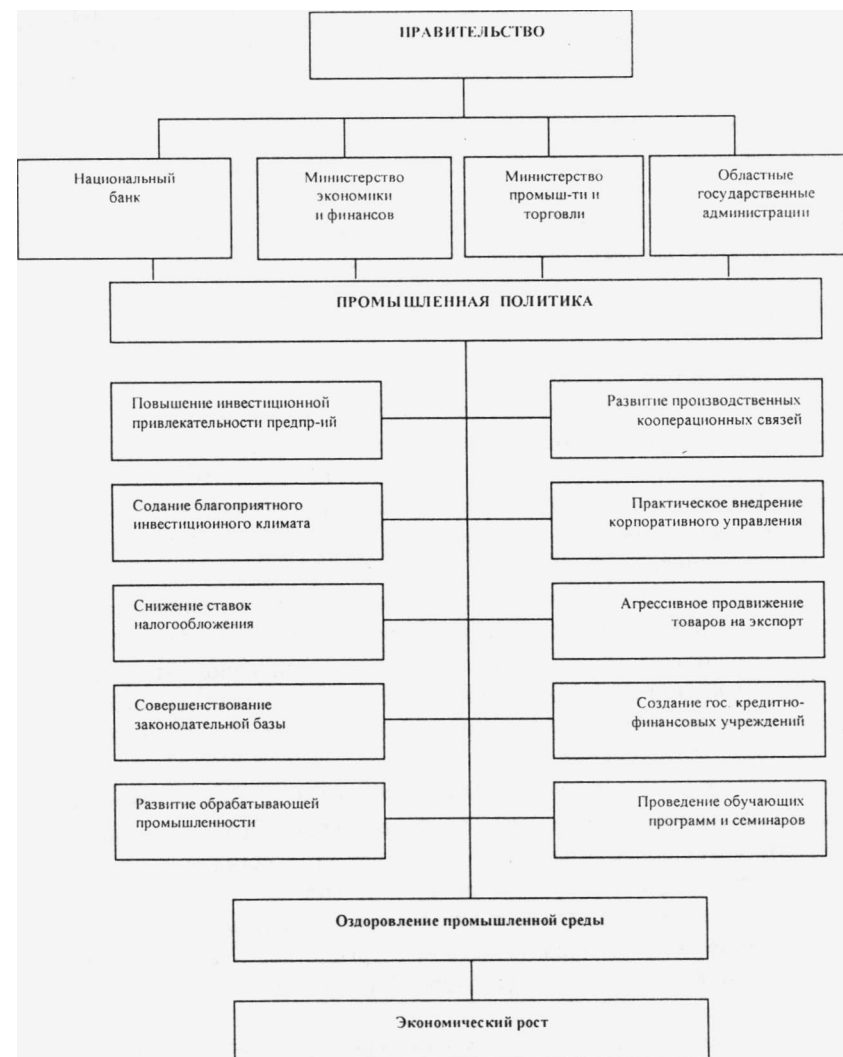 ПРАВИТЕЛЬСТВО
Национальный
банк
Министерство
экономики
и финансов
Министерство
промыш-ти и
торговли
Областные
государственные
администрации
ПРОМЫШЛЕННАЯ ПОЛИТИКА
Повышение инвестиционной
привлекательности предпр-ий
Развитие производственных
кооперационных связей
Содание благоприятного
инвестиционного климата
Практическое внедрение
корпоративного управления
Снижение ставок
налогообложения
Агрессивное продвижение
товаров на экспорт
Совершенствование
законодательной базы
Создание гос. кредитно-
финансовых учреждений
Развитие обрабатывающей
промышленности
Проведение обучающих
программ и семинаров
Оздоровление промышленной среды
Экономический рост